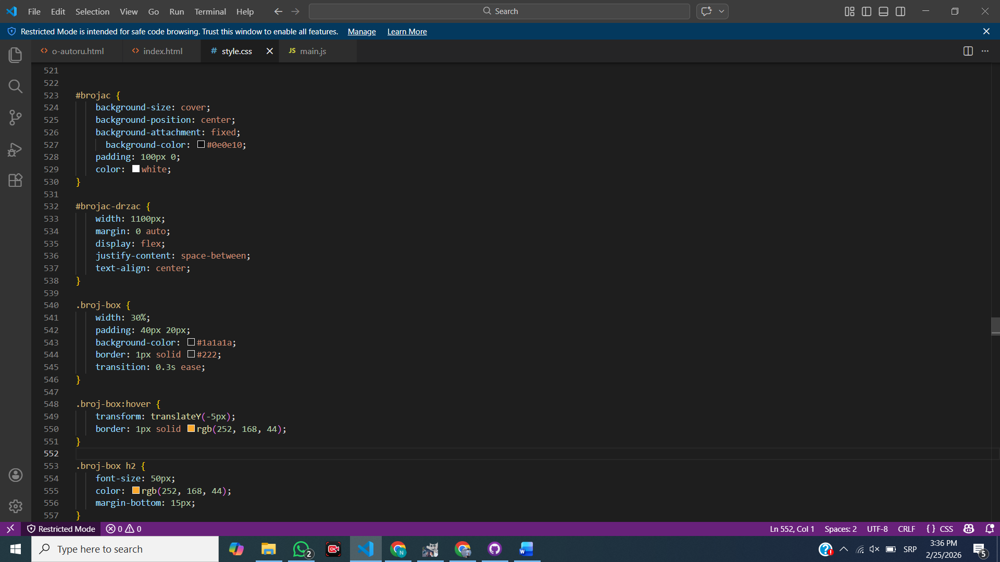 File Edit Selection View Go Run Terminal Help Search
Restricted Mode is intended for safe code browsing. Trust this window to enable all features. Manage Learn More
o-autoru.html index.html # style.css JS main.js
521
522
523 #brojac {
524 background-size: cover;
525 background-position: center;
526 background-attachment: fixed;
527 background-color: #0e0e10;
528 padding: 100px 0;
529 color: white;
530 }
531
532 #brojac-drzac {
533 width: 1100px;
534 margin: 0 auto;
535 display: flex;
536 justify-content: space-between;
537 text-align: center;
538 }
539
540 .broj-box {
541 width: 30%;
542 padding: 40px 20px;
543 background-color: #1a1a1a;
544 border: 1px solid #222;
545 transition: 0.3s ease;
546 }
547
548 .broj-box:hover {
549 transform: translateY(-5px);
550 border: 1px solid rgb(252, 168, 44);
551 }
552
553 .broj-box h2 {
554 font-size: 50px;
555 color: rgb(252, 168, 44);
556 margin-bottom: 15px;
557 }
Restricted Mode 0 0 Ln 552, Col 1 Spaces: 2 UTF-8 CRLF { } CSS
Type here to search 2 N W SRP 3:36 PM 5
2/25/2026